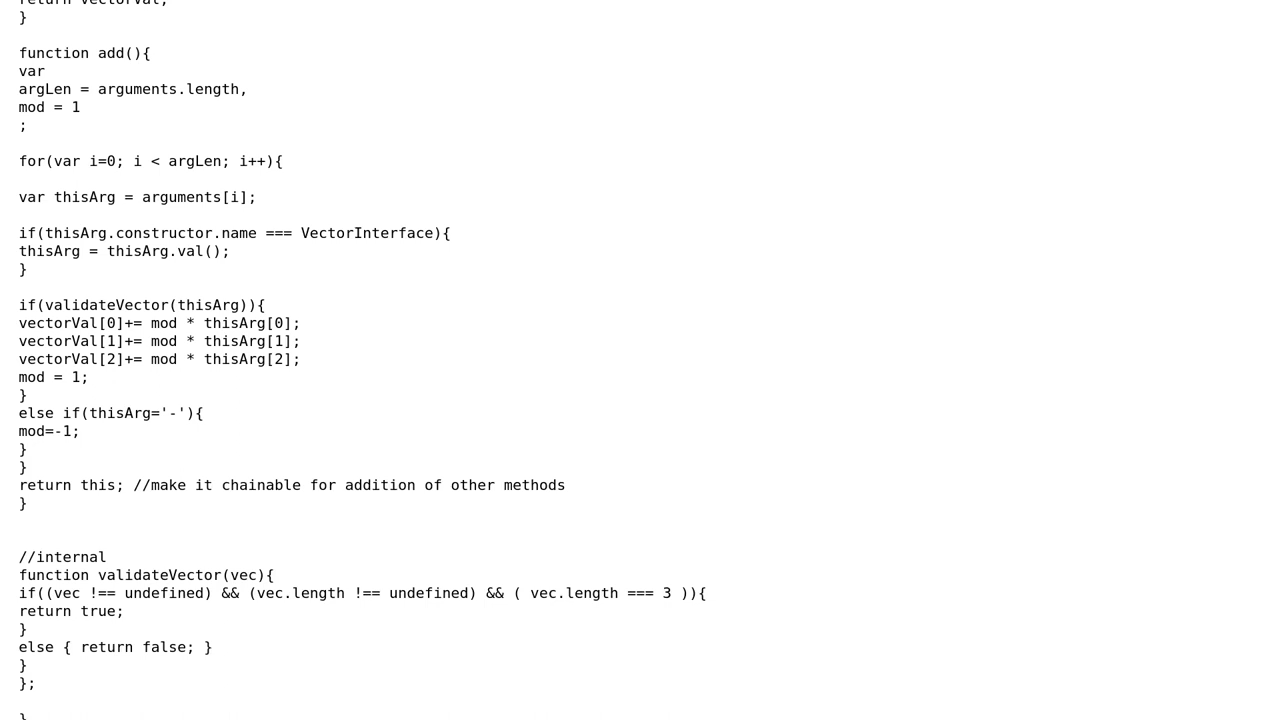 return vectorVal;
}
function add(){
var
argLen = arguments.length,
mod = 1
;
for(var i=0; i < argLen; i++){
var thisArg = arguments[i];
if(thisArg.constructor.name === VectorInterface){
thisArg = thisArg.val();
}
if(validateVector(thisArg)){
vectorVal[0]+= mod * thisArg[0];
vectorVal[1]+= mod * thisArg[1];
vectorVal[2]+= mod * thisArg[2];
mod = 1;
}
else if(thisArg='-'){
mod=-1;
}
}
return this; //make it chainable for addition of other methods
}
//internal
function validateVector(vec){
if((vec !== undefined) && (vec.length !== undefined) && ( vec.length === 3 )){
return true;
}
else { return false; }
}
};
}